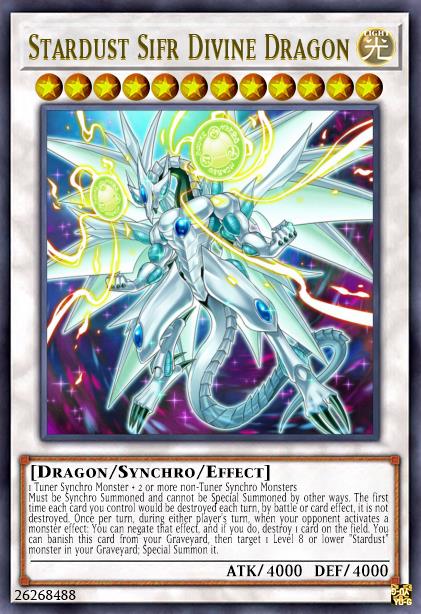 STARDUST SIFR DIVINE DRAGON
LIGHT
光
[DRAGON/SYNCHRO/EFFECT]
1 Tuner Synchro Monster + 2 or more non-Tuner Synchro Monsters
Must be Synchro Summoned and cannot be Special Summoned by other ways. The first
time each card you control would be destroyed each turn, by battle or card effect, it is not
destroyed. Once per turn, during either player's turn, when your opponent activates a
monster effect: You can negate that effect, and if you do, destroy 1 card on the field. You
can banish this card from your Graveyard, then target 1 Level 8 or lower "Stardust"
monster in your Graveyard; Special Summon it.
ATK/4000 DEF/4000
26268488